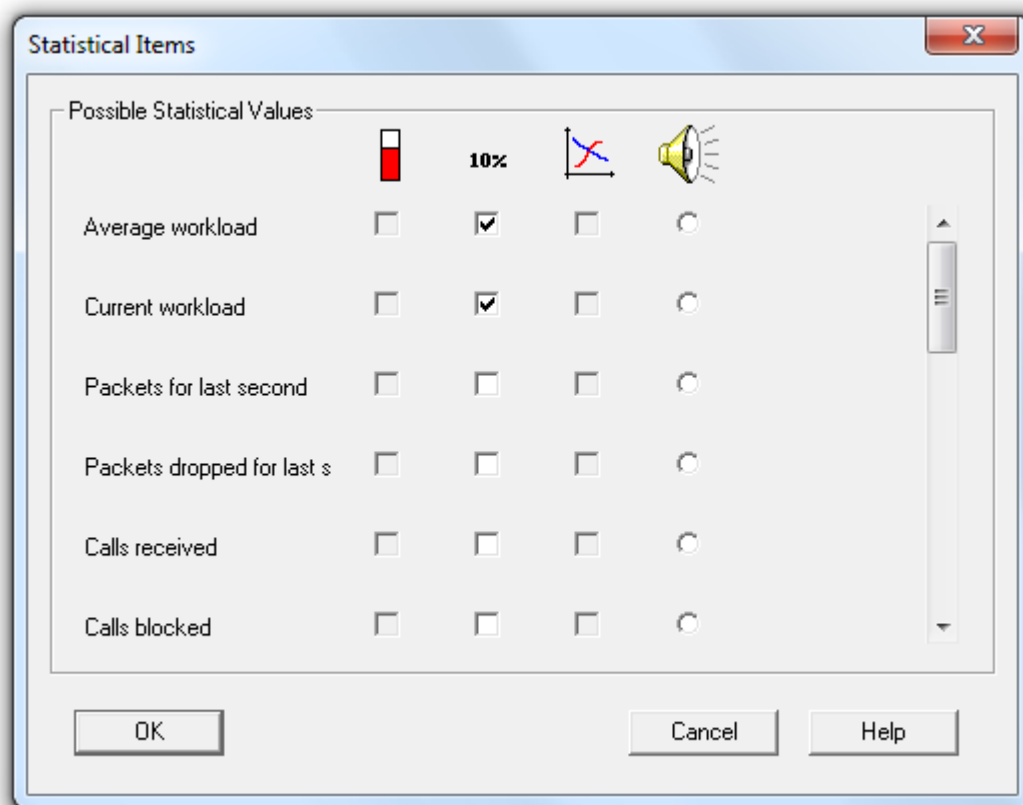 Statistical Items
Possible Statistical Values
10%
Average workload
Current workload
Packets for last second
Packets dropped for last s
Calls received
Calls blocked
OK Cancel Help